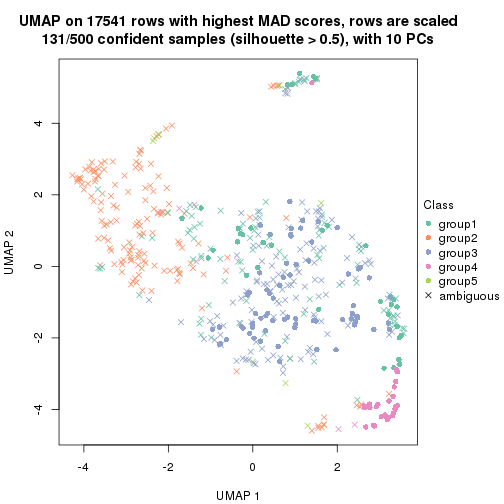 UMAP on 17541 rows with highest MAD scores, rows are scaled
131/500 confident samples (silhouette > 0.5), with 10 PCs
4
2
0
-2
-4
UMAP 2
-4
-2
0
2
UMAP 1
Class
group1
group2
group3
group4
group5
ambiguous